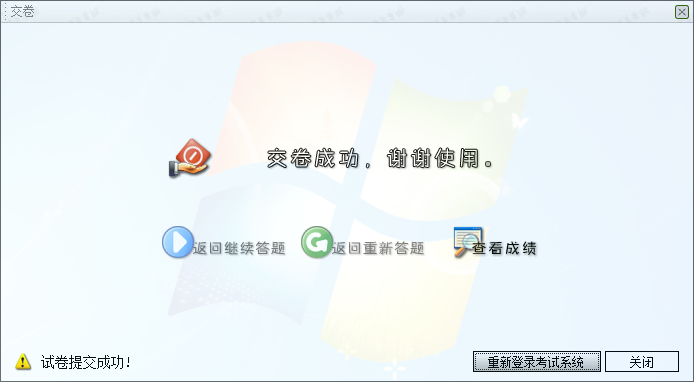 交卷
交卷成功，谢谢使用。
返回继续答题
返回重新答题
查看成绩
试卷提交成功！
重新登录考试系统
关闭